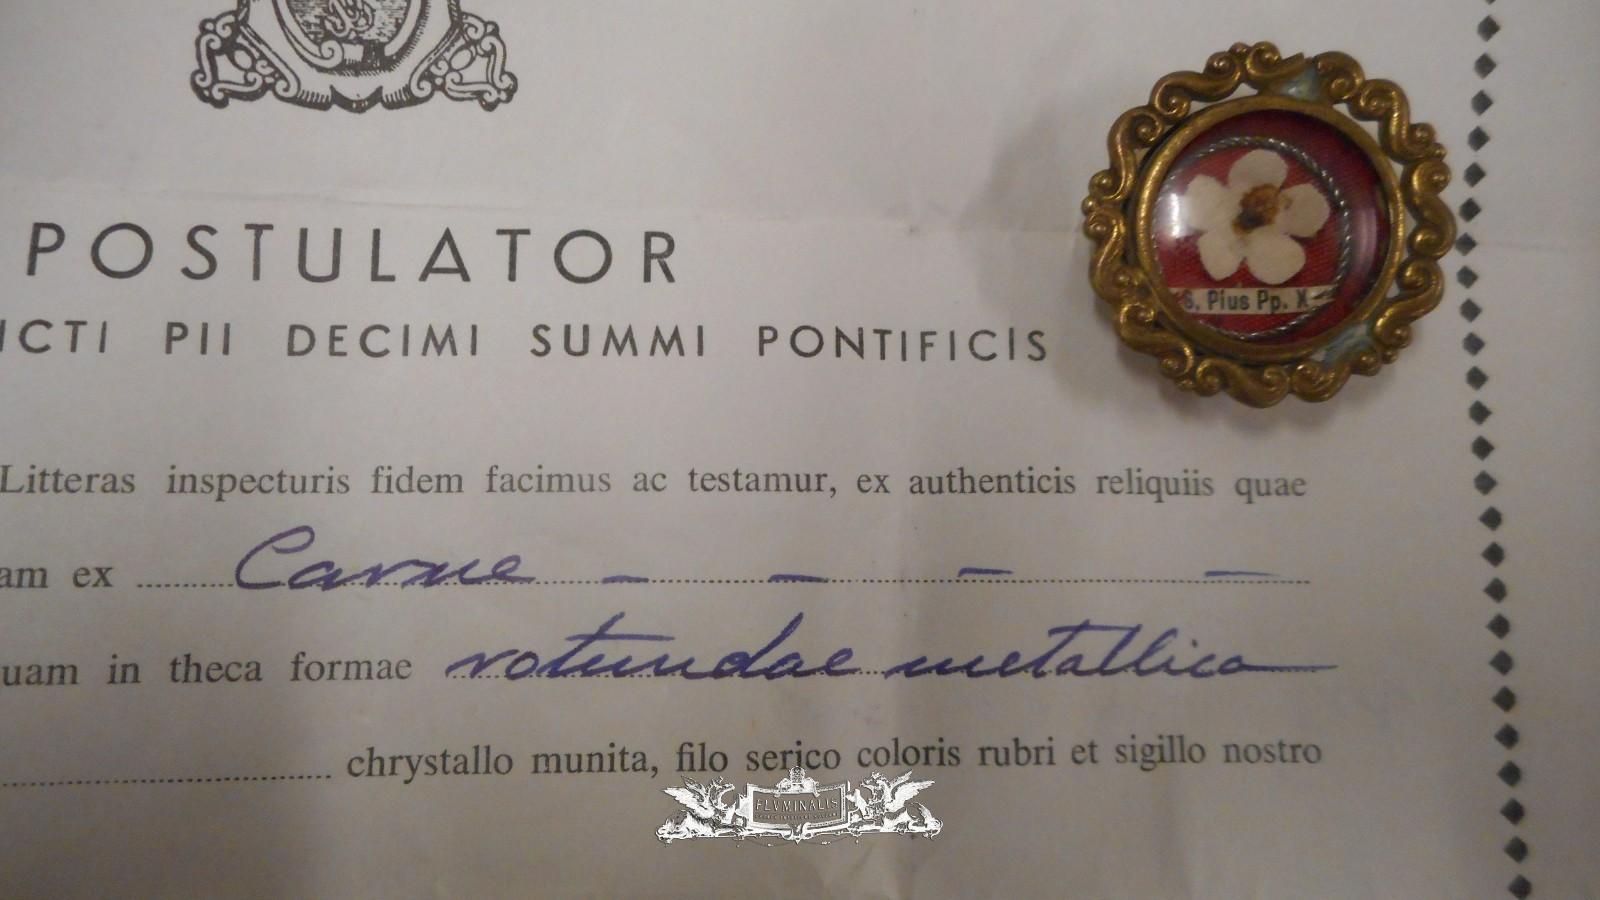 POSTULATOR
ICTI PII DECIMI SUMMI PONTIFICIS
S. Pius Pp. X
Litteras inspecturis fidem facimus ac testamur, ex authenticis reliquiis quae
am ex Carne
uam in theca formae rotundae metallica
chrystallo munita, filo serico coloris rubri et sigillo nostro
FLVMINALIS